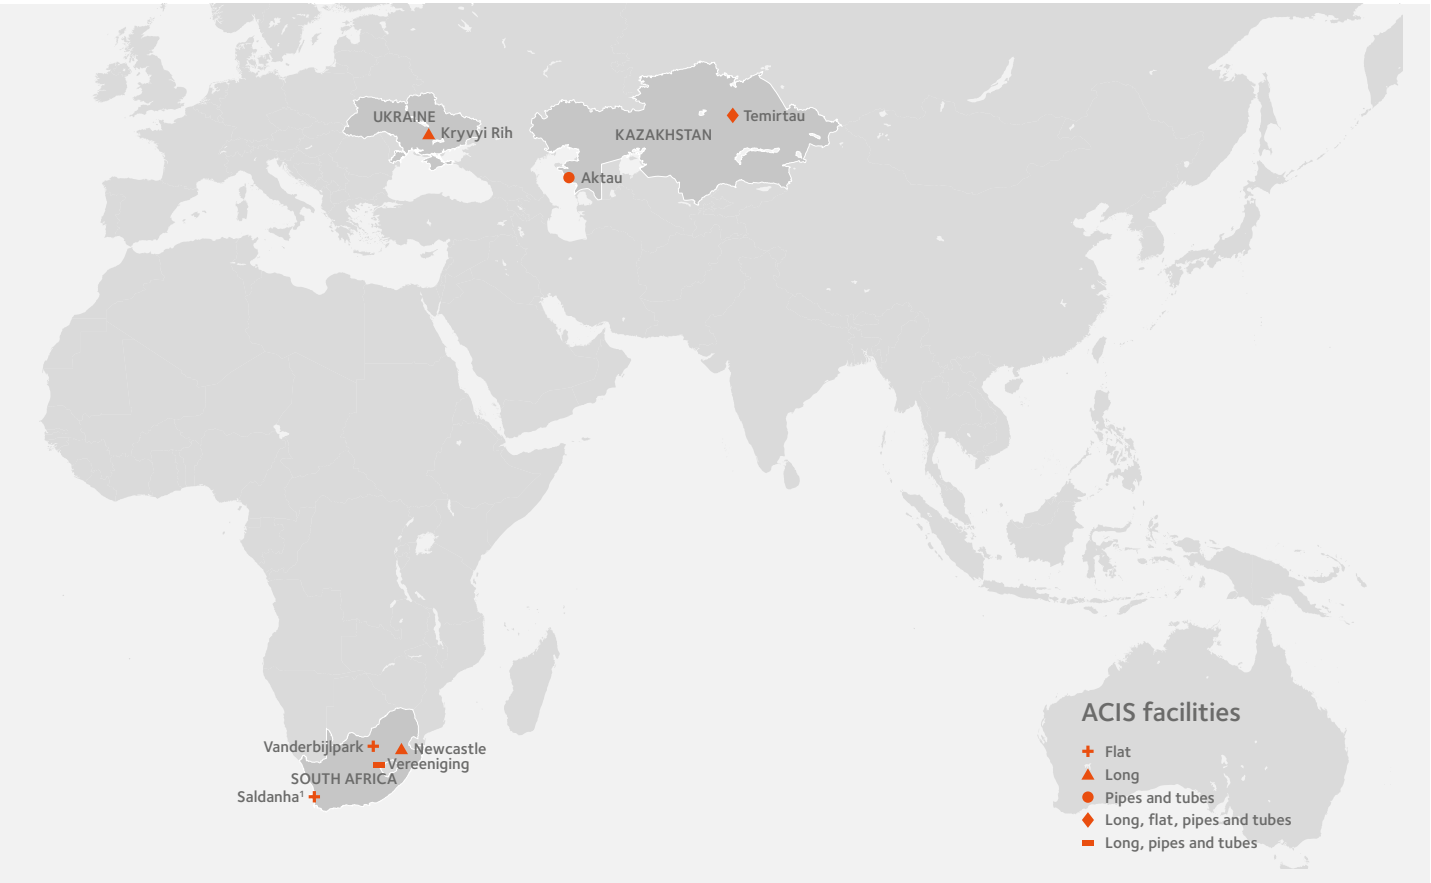 UKRAINE
Kryvyi Rih
Temirtau
KAZAKHSTAN
Aktau
Vanderbijlpark
Newcastle
Vereeniging
SOUTH AFRICA
Saldanha¹
ACIS facilities
Flat
Long
Pipes and tubes
Long, flat, pipes and tubes
Long, pipes and tubes